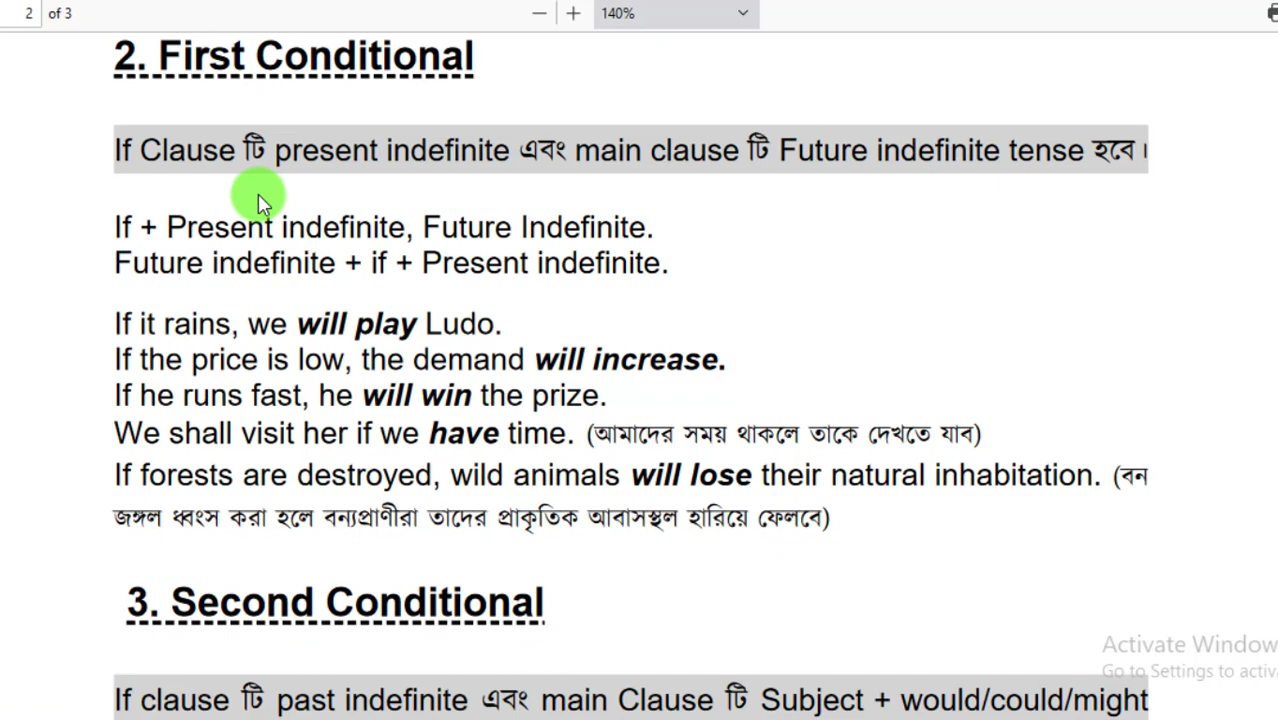 2 of 3 140%
2. First Conditional
If Clause টি present indefinite এবং main clause টি Future indefinite tense হবে।
If + Present indefinite, Future Indefinite.
Future indefinite + if + Present indefinite.
If it rains, we will play Ludo.
If the price is low, the demand will increase.
If he runs fast, he will win the prize.
We shall visit her if we have time. (আমাদের সময় থাকলে তাকে দেখতে যাব)
If forests are destroyed, wild animals will lose their natural inhabitation. (বন
জঙ্গল ধ্বংস করা হলে বন্যপ্রাণীরা তাদের প্রাকৃতিক আবাসস্থল হারিয়ে ফেলবে)
3. Second Conditional
Activate Window
Go to Settings to activa
If clause টি past indefinite এবং main Clause টি Subject + would/could/might